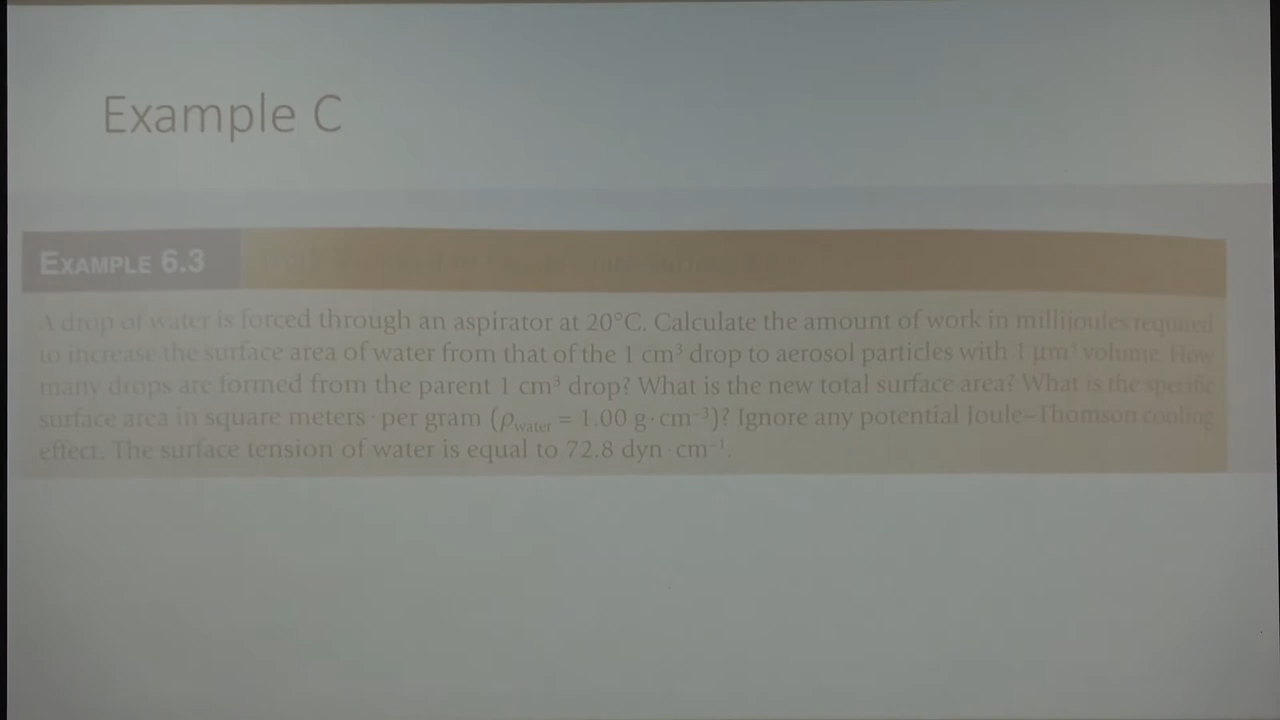 Example C
EXAMPLE 6.3
A drop of water is forced through an aspirator at 20°C. Calculate the amount of work in millijoules required
to increase the surface area of water from that of the 1 cm³ drop to aerosol particles with 1 μm³ volume. How
many drops are formed from the parent 1 cm³ drop? What is the new total surface area? What is the specific
surface area in square meters · per gram (ρwater = 1.00 g · cm⁻³)? Ignore any potential Joule–Thomson cooling
effect. The surface tension of water is equal to 72.8 dyn · cm⁻¹.